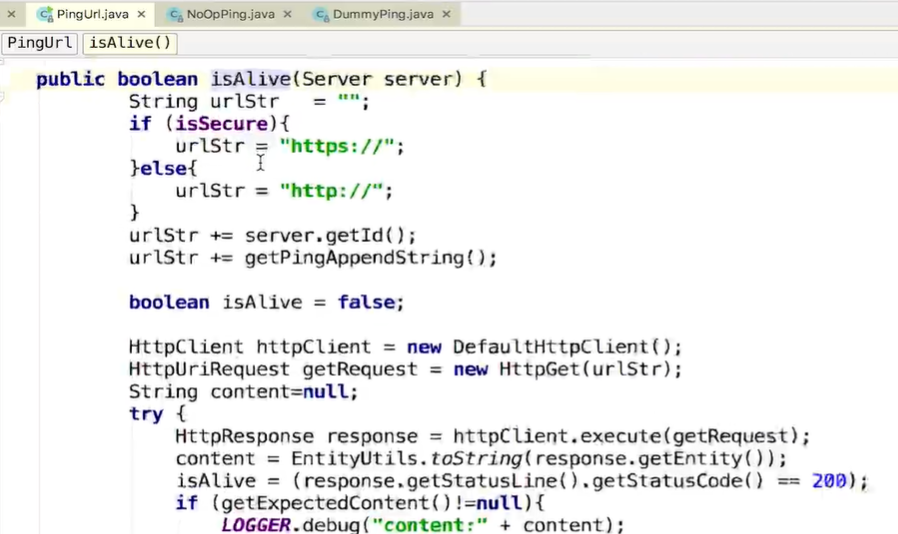 PingUrl.java NoOpPing.java DummyPing.java
PingUrl isAlive()
public boolean isAlive(Server server) {
String urlStr   = "";
if (isSecure){
urlStr = "https://";
}else{
urlStr = "http://";
}
urlStr += server.getId();
urlStr += getPingAppendString();
boolean isAlive = false;
HttpClient httpClient = new DefaultHttpClient();
HttpUriRequest getRequest = new HttpGet(urlStr);
String content=null;
try {
HttpResponse response = httpClient.execute(getRequest);
content = EntityUtils.toString(response.getEntity());
isAlive = (response.getStatusLine().getStatusCode() == 200);
if (getExpectedContent()!=null){
LOGGER.debug("content:" + content);